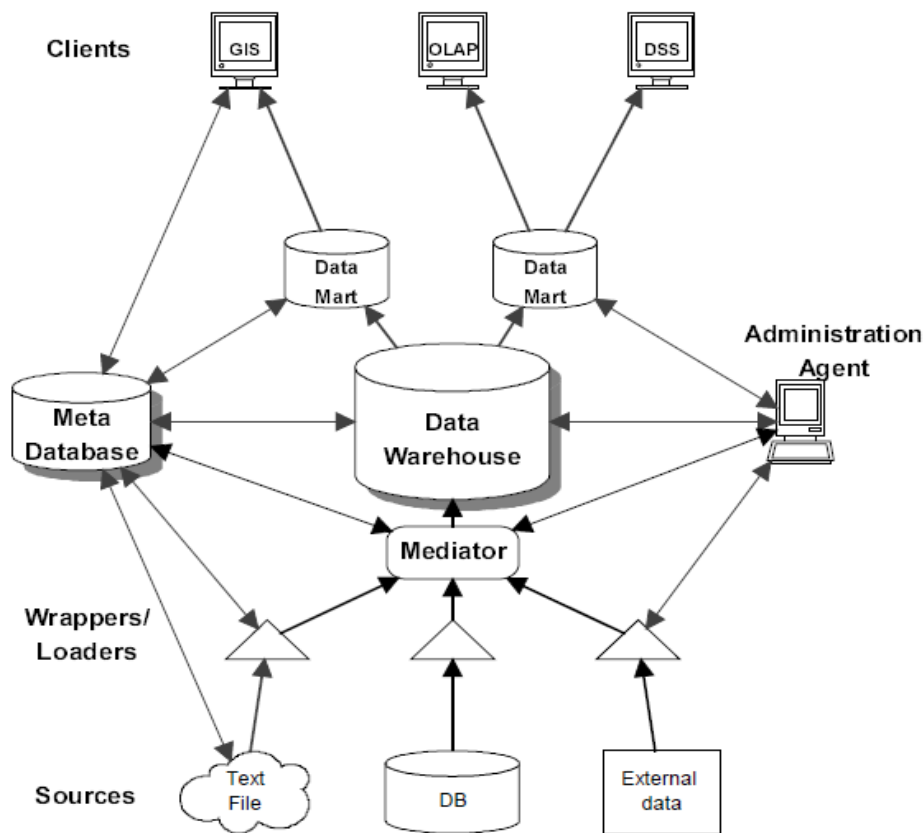 Clients
GIS
OLAP
DSS
Data
Mart
Data
Mart
Administration
Agent
Meta
Database
Data
Warehouse
Mediator
Wrappers/
Loaders
Sources
Text
File
DB
External
data